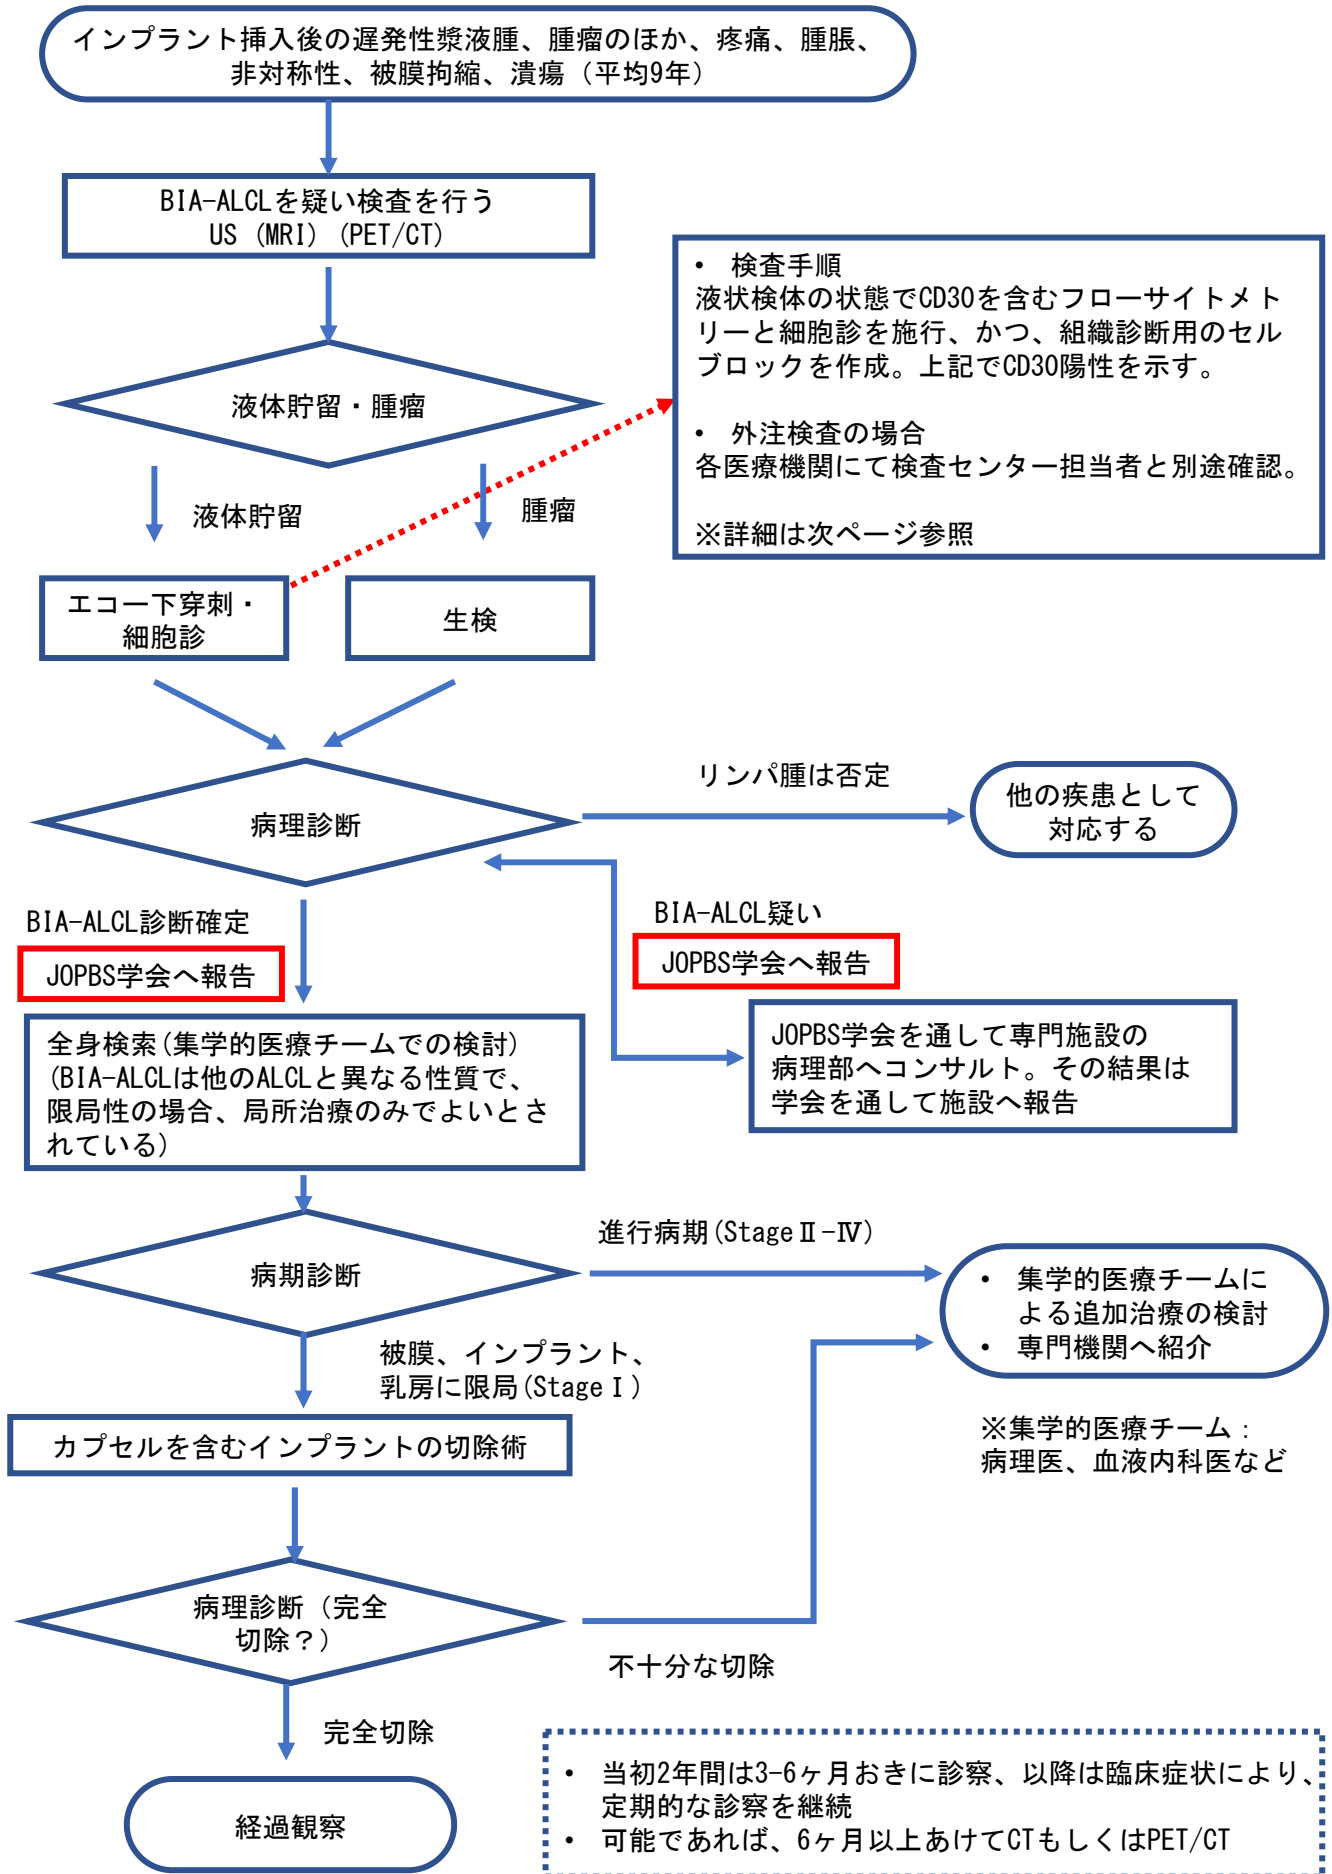 インプラント挿入後の遅発性漿液腫、腫瘤のほか、疼痛、腫脹、
非対称性、被膜拘縮、潰瘍（平均9年）
BIA-ALCLを疑い検査を行う
US（MRI）(PET/CT)
• 検査手順
液状検体の状態でCD30を含むフローサイトメト
リーと細胞診を施行、かつ、組織診断用のセル
ブロックを作成。上記でCD30陽性を示す。
• 外注検査の場合
各医療機関にて検査センター担当者と別途確認。
※詳細は次ページ参照
液体貯留・腫瘤
液体貯留
腫瘤
エコー下穿刺・
細胞診
生検
病理診断
リンパ腫は否定
他の疾患として
対応する
BIA-ALCL診断確定
JOPBS学会へ報告
BIA-ALCL疑い
JOPBS学会へ報告
JOPBS学会を通して専門施設の
病理部へコンサルト。その結果は
学会を通して施設へ報告
全身検索(集学的医療チームでの検討)
(BIA-ALCLは他のALCLと異なる性質で、
限局性の場合、局所治療のみでよいとさ
れている)
病期診断
進行病期(StageⅡ-Ⅳ)
• 集学的医療チームに
よる追加治療の検討
• 専門機関へ紹介
被膜、インプラント、
乳房に限局(StageⅠ)
※集学的医療チーム：
病理医、血液内科医など
カプセルを含むインプラントの切除術
病理診断（完全
切除？）
不十分な切除
完全切除
経過観察
• 当初2年間は3-6ヶ月おきに診察、以降は臨床症状により、
定期的な診察を継続
• 可能であれば、6ヶ月以上あけてCTもしくはPET/CT